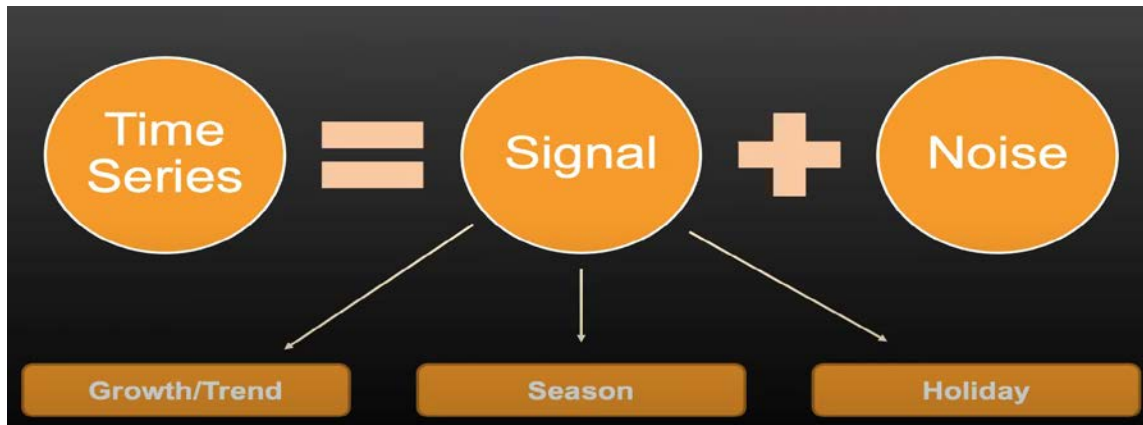 Time
Series
Signal
Noise
Growth/Trend
Season
Holiday